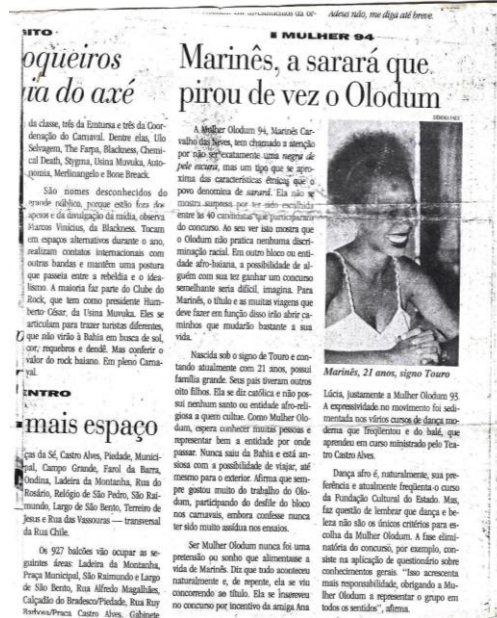 Adeus não, me diga até breve.
oqueiros
ia do axé
da classe, três da Emtursa e três da Coor-
denação do Carnaval. Dentre elas, Ulo
Selvagem, The Farpa, Blackness, Chemi-
cal Death, Stygma, Usina Muvuka, Auto-
nomia, Merlinangelo e Bone Breack.
São nomes desconhecidos do
grande público, porque estão fora dos
apoios e da divulgação da mídia, observa
Marcus Vinicius, da Blackness. Tocam
em espaços alternativos durante o ano,
realizam contatos internacionais com
outras bandas e mantêm uma postura
que passeia entre a rebeldia e o idea-
lismo. A maioria faz parte do Clube do
Rock, que tem como presidente Hum-
berto César, da Usina Muvuka. Eles se
articulam para trazer turistas diferentes,
que não virão à Bahia em busca de sol,
cor, requebros e dendê. Mas conferir o
valor do rock baiano. Em pleno Carna-
val.
ENTRO
mais espaço
ças da Sé, Castro Alves, Piedade, Munici-
pal, Campo Grande, Farol da Barra,
Ondina, Ladeira da Montanha, Rua do
Rosário, Relógio de São Pedro, São Rai-
mundo, Largo de São Bento, Terreiro de
Jesus e Rua das Vassouras — transversal
da Rua Chile.
Os 927 balcões vão ocupar as se-
guintes áreas: Ladeira da Montanha,
Praça Municipal, São Raimundo e Largo
de São Bento, Rua Alfredo Magalhães,
Calçadão do Bradesco/Piedade, Rua Ruy
Barbosa/Praça Castro Alves, Gabinete
MULHER 94
Marinês, a sarará que
pirou de vez o Olodum
A Mulher Olodum 94, Marinês Car-
valho das Neves, tem chamado a atenção
por não ser exatamente uma negra de
pele escura, mas um tipo que se apro-
xima das características étnicas que o
povo denomina de sarará. Ela não se
mostra surpresa por ter sido escolhida
entre as 40 candidatas que participaram
do concurso. Ao seu ver isto mostra que
o Olodum não pratica nenhuma discri-
minação racial. Em outro bloco ou enti-
dade afro-baiana, a possibilidade de al-
guém com sua tez ganhar um concurso
semelhante seria difícil, imagina. Para
Marinês, o título e as muitas viagens que
deve fazer em função disso irão abrir ca-
minhos que mudarão bastante a sua
vida.
Nascida sob o signo de Touro e con-
tando atualmente com 21 anos, possui
família grande. Seus pais tiveram outros
oito filhos. Ela se diz católica e não pos-
sui nenhum santo ou entidade afro-reli-
giosa a quem cultue. Como Mulher Olo-
dum, espera conhecer muitas pessoas e
representar bem a entidade por onde
passar. Nunca saiu da Bahia e está an-
siosa com a possibilidade de viajar, até
mesmo para o exterior. Afirma que sem-
pre gostou muito do trabalho do Olo-
dum, participando do desfile do bloco
nos carnavais, embora confesse nunca
ter sido muito assídua nos ensaios.
Ser Mulher Olodum nunca foi uma
pretensão ou sonho que alimentasse a
vida de Marinês. Diz que tudo aconteceu
naturalmente e, de repente, ela se viu
concorrendo ao título. Ela se inscreveu
no concurso por incentivo da amiga Ana
Marinês, 21 anos, signo Touro
Lúcia, justamente a Mulher Olodum 93.
A expressividade no movimento foi sedi-
mentada nos vários cursos de dança mo-
derna que freqüentou e do balé, que
aprendeu em curso ministrado pelo Tea-
tro Castro Alves.
Dança afro é, naturalmente, sua pre-
ferência e atualmente freqüenta o curso
da Fundação Cultural do Estado. Mas,
faz questão de lembrar que dança e be-
leza não são os únicos critérios para es-
colha da Mulher Olodum. A fase elimi-
natória do concurso, por exemplo, con-
siste na aplicação de questionário sobre
conhecimentos gerais. "Isso acrescenta
mais responsabilidade, obrigando a Mu-
lher Olodum a representar o grupo em
todos os sentidos", afirma.